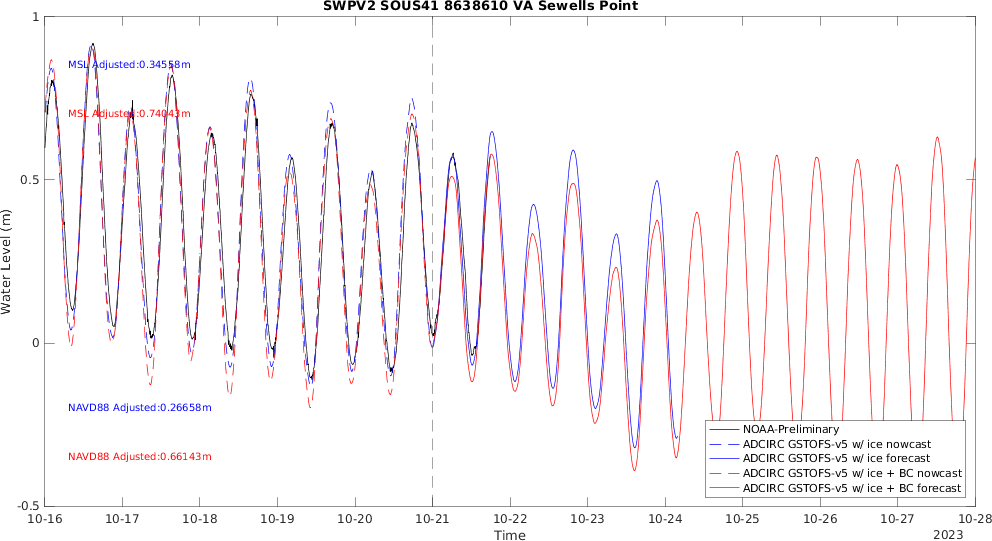 SWPV2 SOUS41 8638610 VA Sewells Point
1
MSL Adjusted:0.34558m
MSL Adjusted:0.74043m
0.5
Water Level (m)
0
NAVD88 Adjusted:0.26658m
NAVD88 Adjusted:0.66143m
NOAA-Preliminary
ADCIRC GSTOFS-v5 w/ ice nowcast
ADCIRC GSTOFS-v5 w/ ice forecast
ADCIRC GSTOFS-v5 w/ ice + BC nowcast
ADCIRC GSTOFS-v5 w/ ice + BC forecast
-0.5
10-16 10-17 10-18 10-19 10-20 10-21 10-22 10-23 10-24 10-25 10-26 10-27 10-28
Time
2023